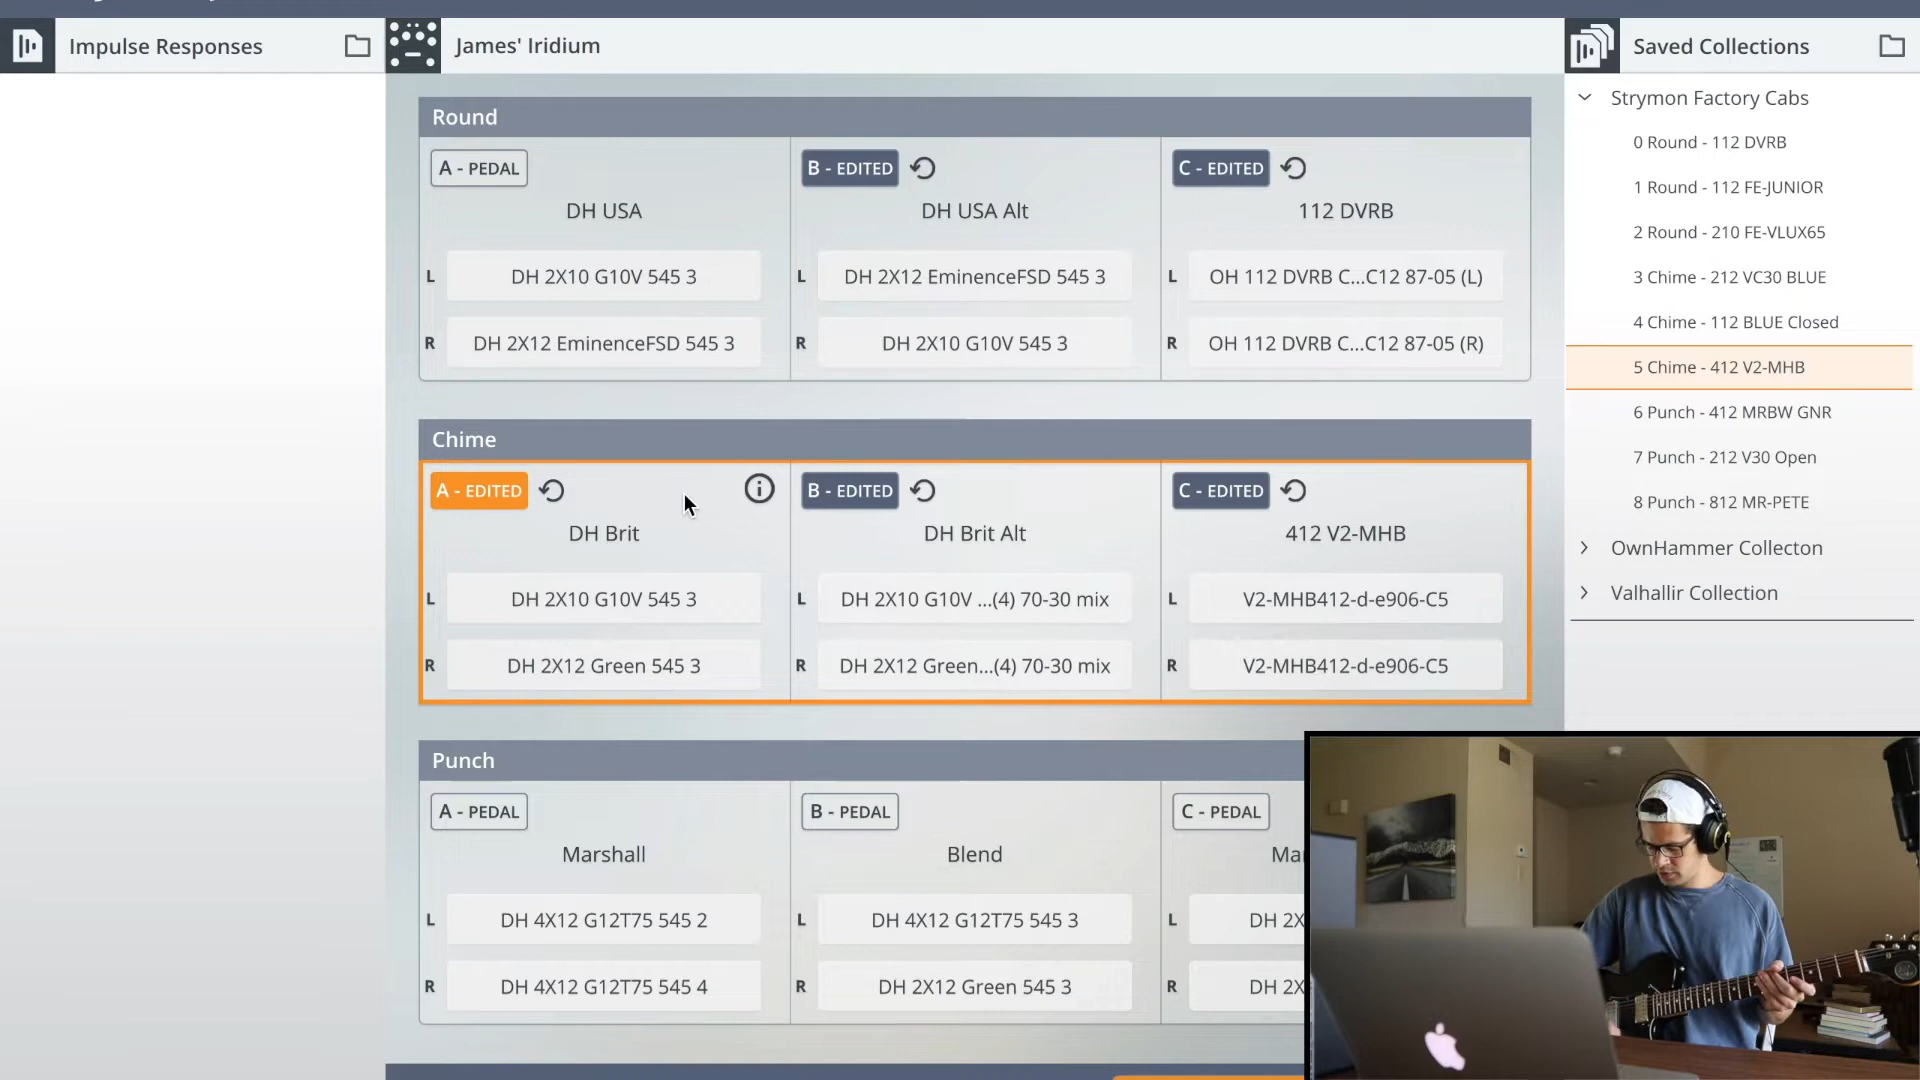 Impulse Responses
James' Iridium
Saved Collections
Round
A - PEDAL
DH USA
L DH 2X10 G10V 545 3
R DH 2X12 EminenceFSD 545 3
B - EDITED
DH USA Alt
L DH 2X12 EminenceFSD 545 3
R DH 2X10 G10V 545 3
C - EDITED
112 DVRB
L OH 112 DVRB C...C12 87-05 (L)
R OH 112 DVRB C...C12 87-05 (R)
Chime
A - EDITED
DH Brit
L DH 2X10 G10V 545 3
R DH 2X12 Green 545 3
B - EDITED
DH Brit Alt
L DH 2X10 G10V ...(4) 70-30 mix
R DH 2X12 Green...(4) 70-30 mix
C - EDITED
412 V2-MHB
L V2-MHB412-d-e906-C5
R V2-MHB412-d-e906-C5
Punch
A - PEDAL
Marshall
L DH 4X12 G12T75 545 2
R DH 4X12 G12T75 545 4
B - PEDAL
Blend
L DH 4X12 G12T75 545 3
R DH 2X12 Green 545 3
C - PEDAL
Ma
L DH 2X
R DH 2X
Strymon Factory Cabs
0 Round - 112 DVRB
1 Round - 112 FE-JUNIOR
2 Round - 210 FE-VLUX65
3 Chime - 212 VC30 BLUE
4 Chime - 112 BLUE Closed
5 Chime - 412 V2-MHB
6 Punch - 412 MRBW GNR
7 Punch - 212 V30 Open
8 Punch - 812 MR-PETE
OwnHammer Collecton
Valhallir Collection